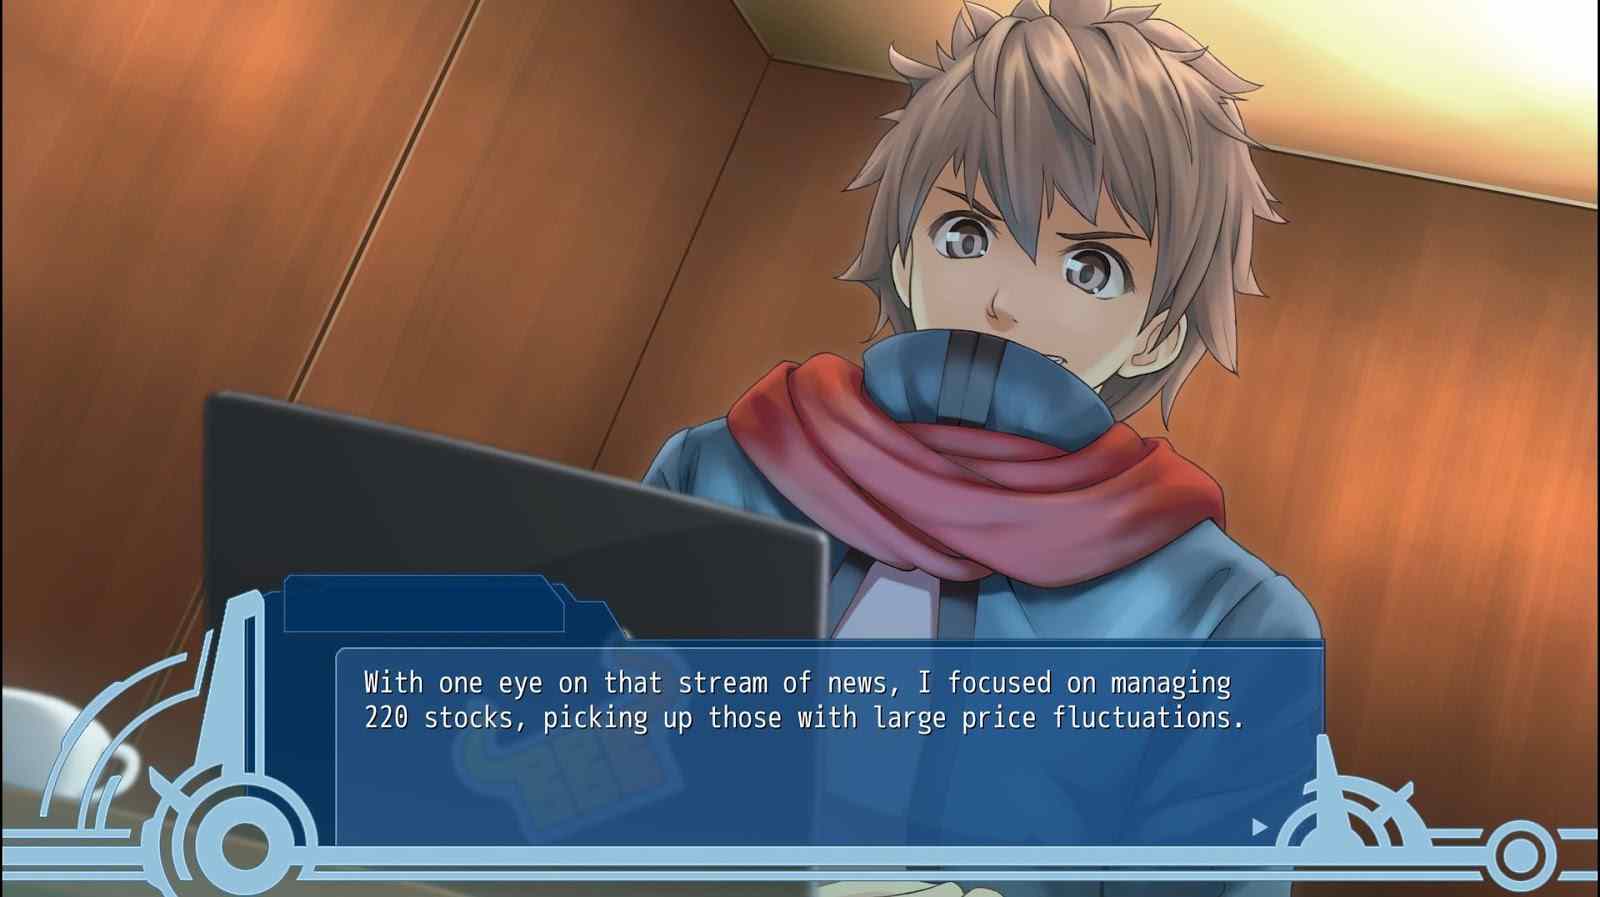 With one eye on that stream of news, I focused on managing
220 stocks, picking up those with large price fluctuations.